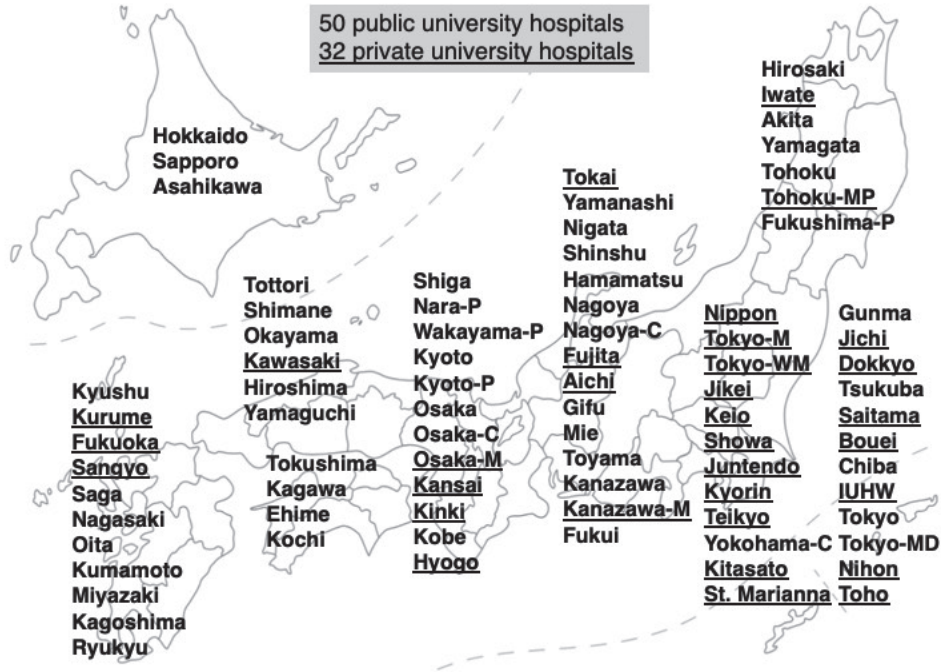 50 public university hospitals
32 private university hospitals
Hokkaido
Sapporo
Asahikawa
Hirosaki
Iwate
Akita
Yamagata
Tohoku
Tohoku-MP
Fukushima-P
Tokai
Yamanashi
Nigata
Shinshu
Hamamatsu
Nagoya
Nagoya-C
Fujita
Aichi
Gifu
Mie
Toyama
Kanazawa
Kanazawa-M
Fukui
Tottori
Shimane
Okayama
Kawasaki
Hiroshima
Yamaguchi
Tokushima
Kagawa
Ehime
Kochi
Shiga
Nara-P
Wakayama-P
Kyoto
Kyoto-P
Osaka
Osaka-C
Osaka-M
Kansai
Kinki
Kobe
Hyogo
Nippon
Tokyo-M
Tokyo-WM
Jikei
Keio
Showa
Juntendo
Kyorin
Teikyo
Yokohama-C
Kitasato
St. Marianna
Gunma
Jichi
Dokkyo
Tsukuba
Saitama
Bouei
Chiba
IUHW
Tokyo
Tokyo-MD
Nihon
Toho
Kyushu
Kurume
Fukuoka
Sangyo
Saga
Nagasaki
Oita
Kumamoto
Miyazaki
Kagoshima
Ryukyu